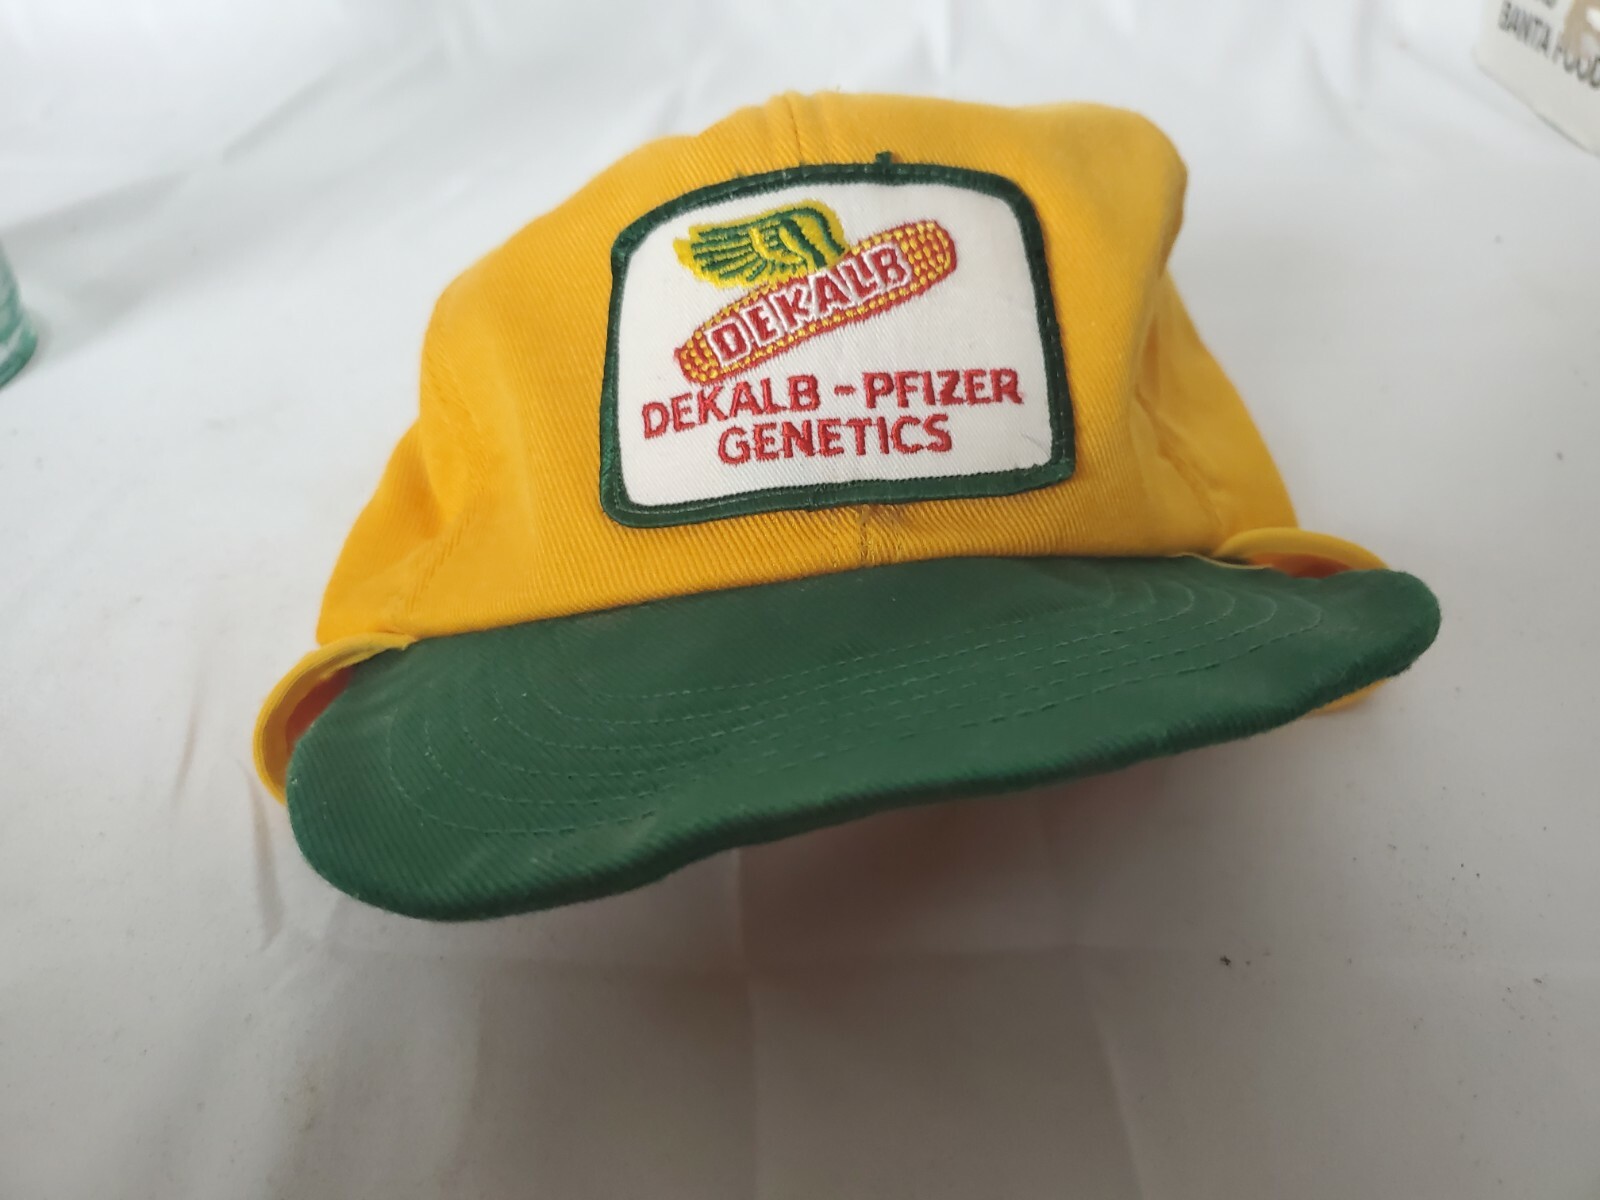 DEKALB
DEKALB - PFIZER
GENETICS